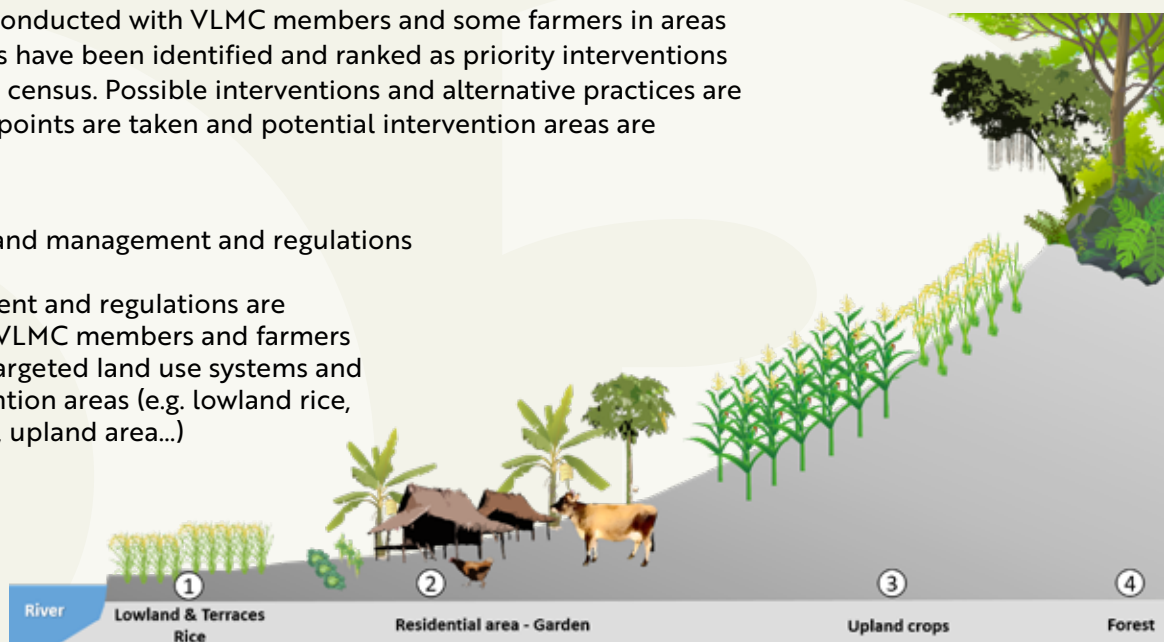 onducted with VLMC members and some farmers in areas
s have been identified and ranked as priority interventions
census. Possible interventions and alternative practices are
points are taken and potential intervention areas are
and management and regulations
ent and regulations are
VLMC members and farmers
argeted land use systems and
ntion areas (e.g. lowland rice,
upland area...)
1
2
3
4
River
Lowland & Terraces
Rice
Residential area - Garden
Upland crops
Forest